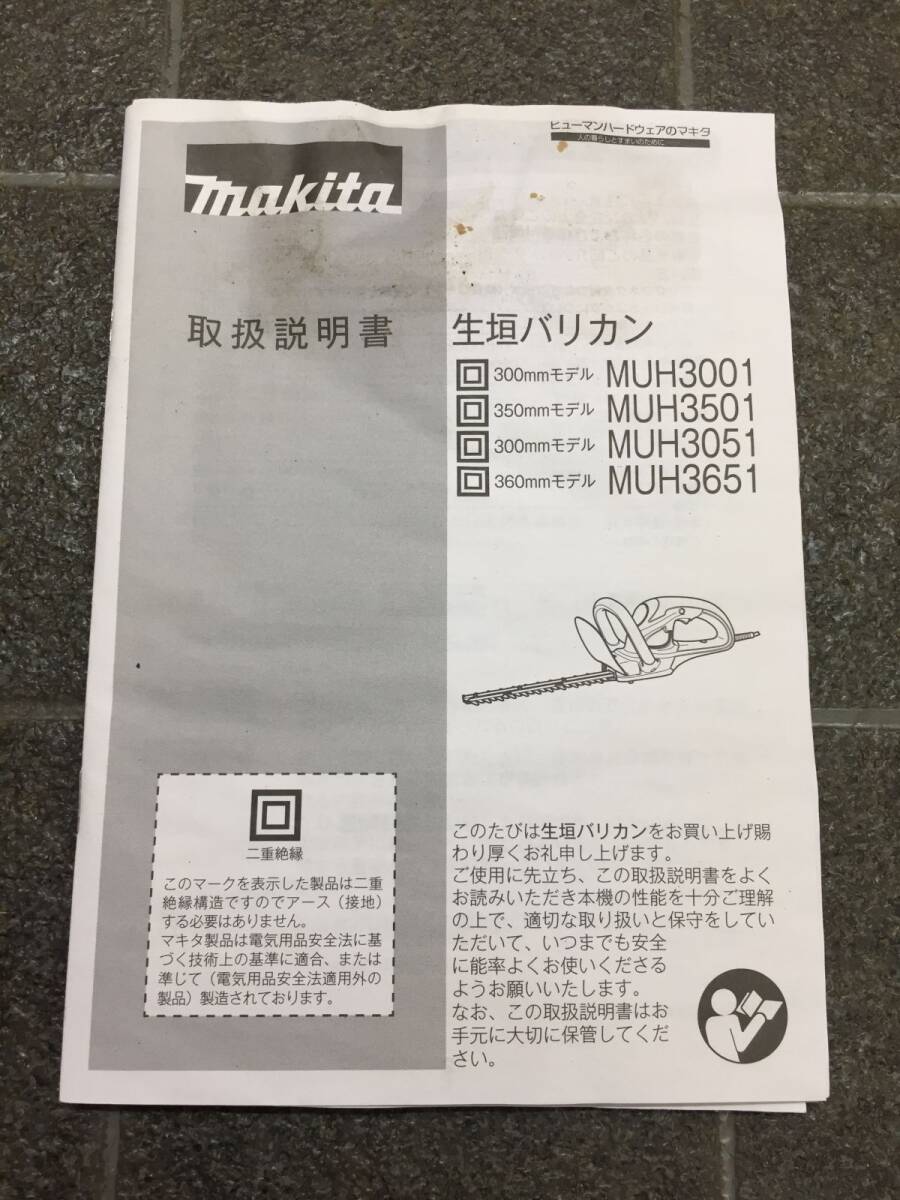 ヒューマンハードウェアのマキタ
人の暮らしとすまいのために
makita
取扱説明書
生垣バリカン
300mmモデル MUH3001
350mmモデル MUH3501
300mmモデル MUH3051
360mmモデル MUH3651
二重絶縁
このマークを表示した製品は二重
絶縁構造ですのでアース（接地）
する必要はありません。
マキタ製品は電気用品安全法に基
づく技術上の基準に適合、または
準じて（電気用品安全法適用外の
製品）製造されております。
このたびは生垣バリカンをお買い上げ賜
わり厚くお礼申し上げます。
ご使用に先立ち、この取扱説明書をよく
お読みいただき本機の性能を十分ご理解
の上で、適切な取り扱いと保守をしてい
ただいて、いつまでも安全
に能率よくお使いくださる
ようお願いいたします。
なお、この取扱説明書はお
手元に大切に保管してくだ
さい。